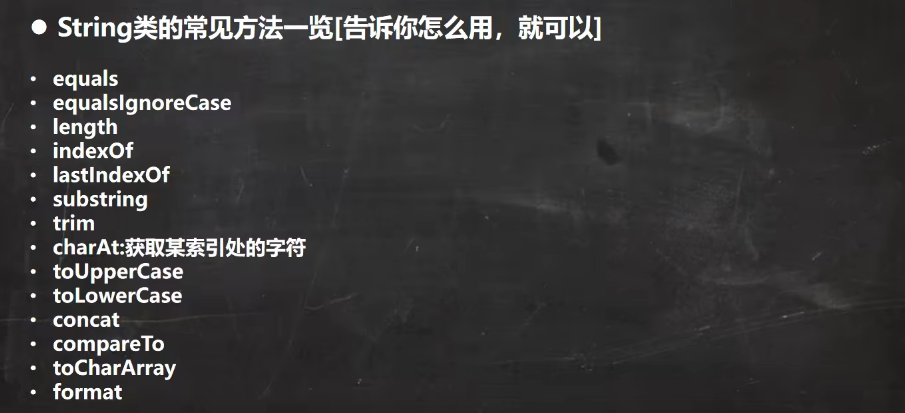 ● String类的常见方法一览[告诉你怎么用，就可以]
• equals
• equalsIgnoreCase
• length
• indexOf
• lastIndexOf
• substring
• trim
• charAt:获取某索引处的字符
• toUpperCase
• toLowerCase
• concat
• compareTo
• toCharArray
• format